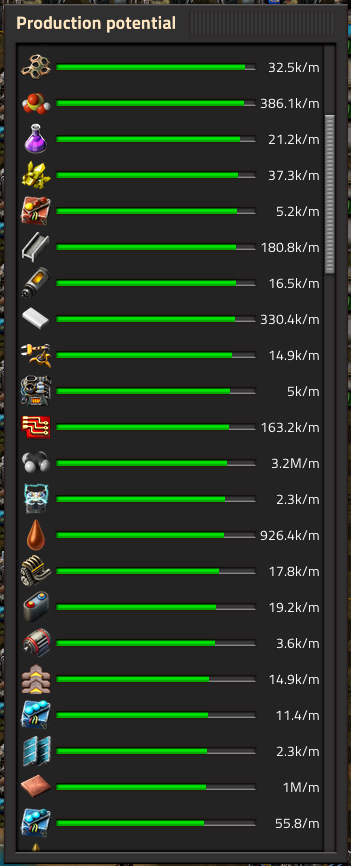 Production potential
32.5k/m
386.1k/m
21.2k/m
37.3k/m
5.2k/m
180.8k/m
16.5k/m
330.4k/m
14.9k/m
5k/m
163.2k/m
3.2M/m
2.3k/m
926.4k/m
17.8k/m
19.2k/m
3.6k/m
14.9k/m
11.4/m
2.3k/m
1M/m
55.8/m